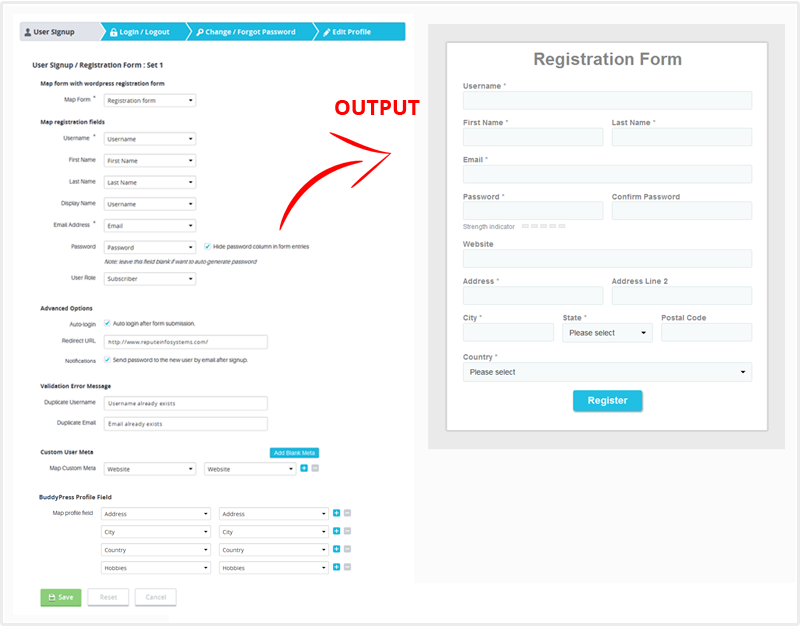 User Signup Login / Logout Change / Forgot Password Edit Profile
User Signup / Registration Form : Set 1
Map form with wordpress registration form
Map Form * Registration form
Map registration fields
Username * Username
First Name First Name
Last Name Last Name
Display Name Username
Email Address * Email
Password Password Hide password column in form entries
Note: leave this field blank if want to auto generate password
User Role Subscriber
Advanced Options
Auto-login Auto login after form submission.
Redirect URL http://www.reputeinfosystems.com/
Notifications Send password to the new user by email after signup.
Validation Error Message
Duplicate Username Username already exists
Duplicate Email Email already exists
Custom User Meta Add Blank Meta
Map Custom Meta Website Website
BuddyPress Profile Field
Map profile field Address Address
City City
Country Country
Hobbies Hobbies
Save Reset Cancel
OUTPUT
Registration Form
Username *
First Name * Last Name *
Email *
Password * Confirm Password
Strength indicator
Website
Address * Address Line 2
City * State * Postal Code
Please select
Country *
Please select
Register